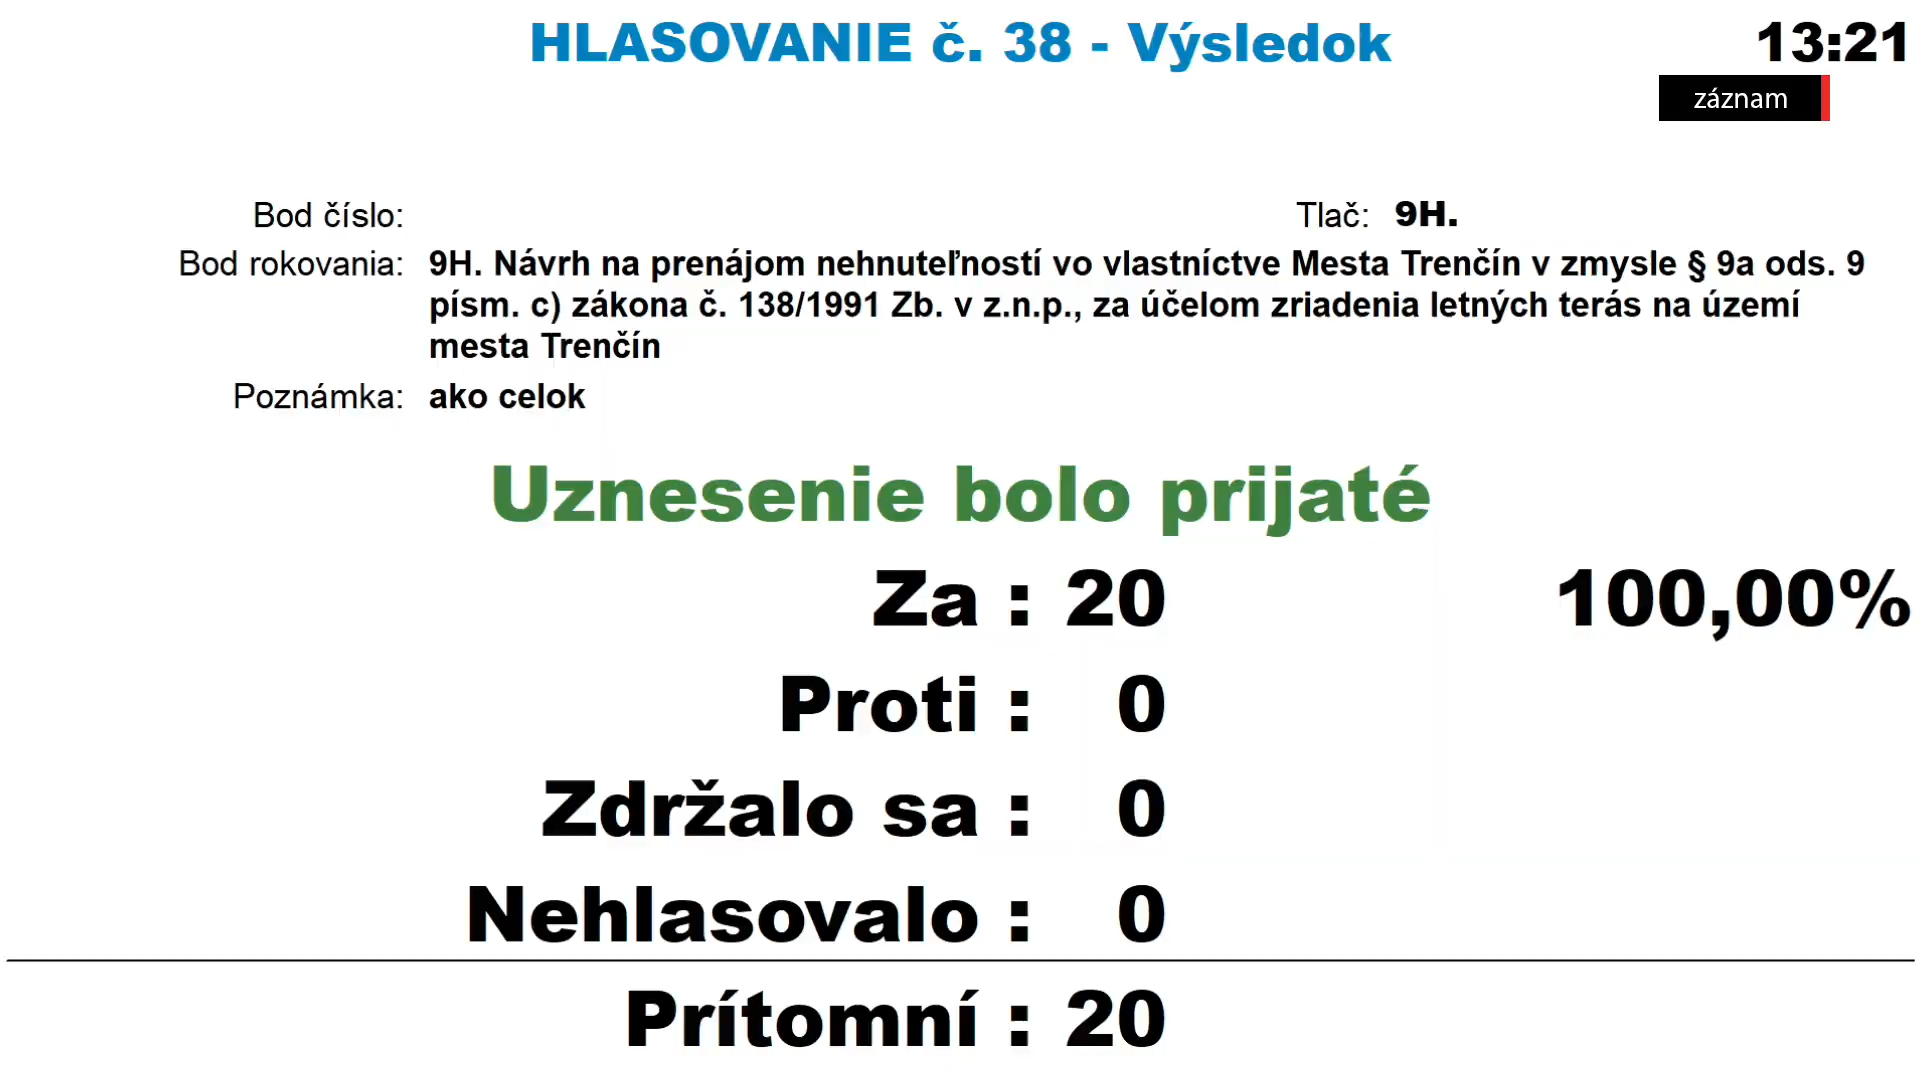 HLASOVANIE č. 38 - Výsledok
13:21
záznam
Bod číslo:
Tlač: 9H.
Bod rokovania: 9H. Návrh na prenájom nehnuteľností vo vlastníctve Mesta Trenčín v zmysle § 9a ods. 9
písm. c) zákona č. 138/1991 Zb. v z.n.p., za účelom zriadenia letných terás na území
mesta Trenčín
Poznámka: ako celok
Uznesenie bolo prijaté
Za : 20 100,00%
Proti : 0
Zdržalo sa : 0
Nehlasovalo : 0
Prítomní : 20